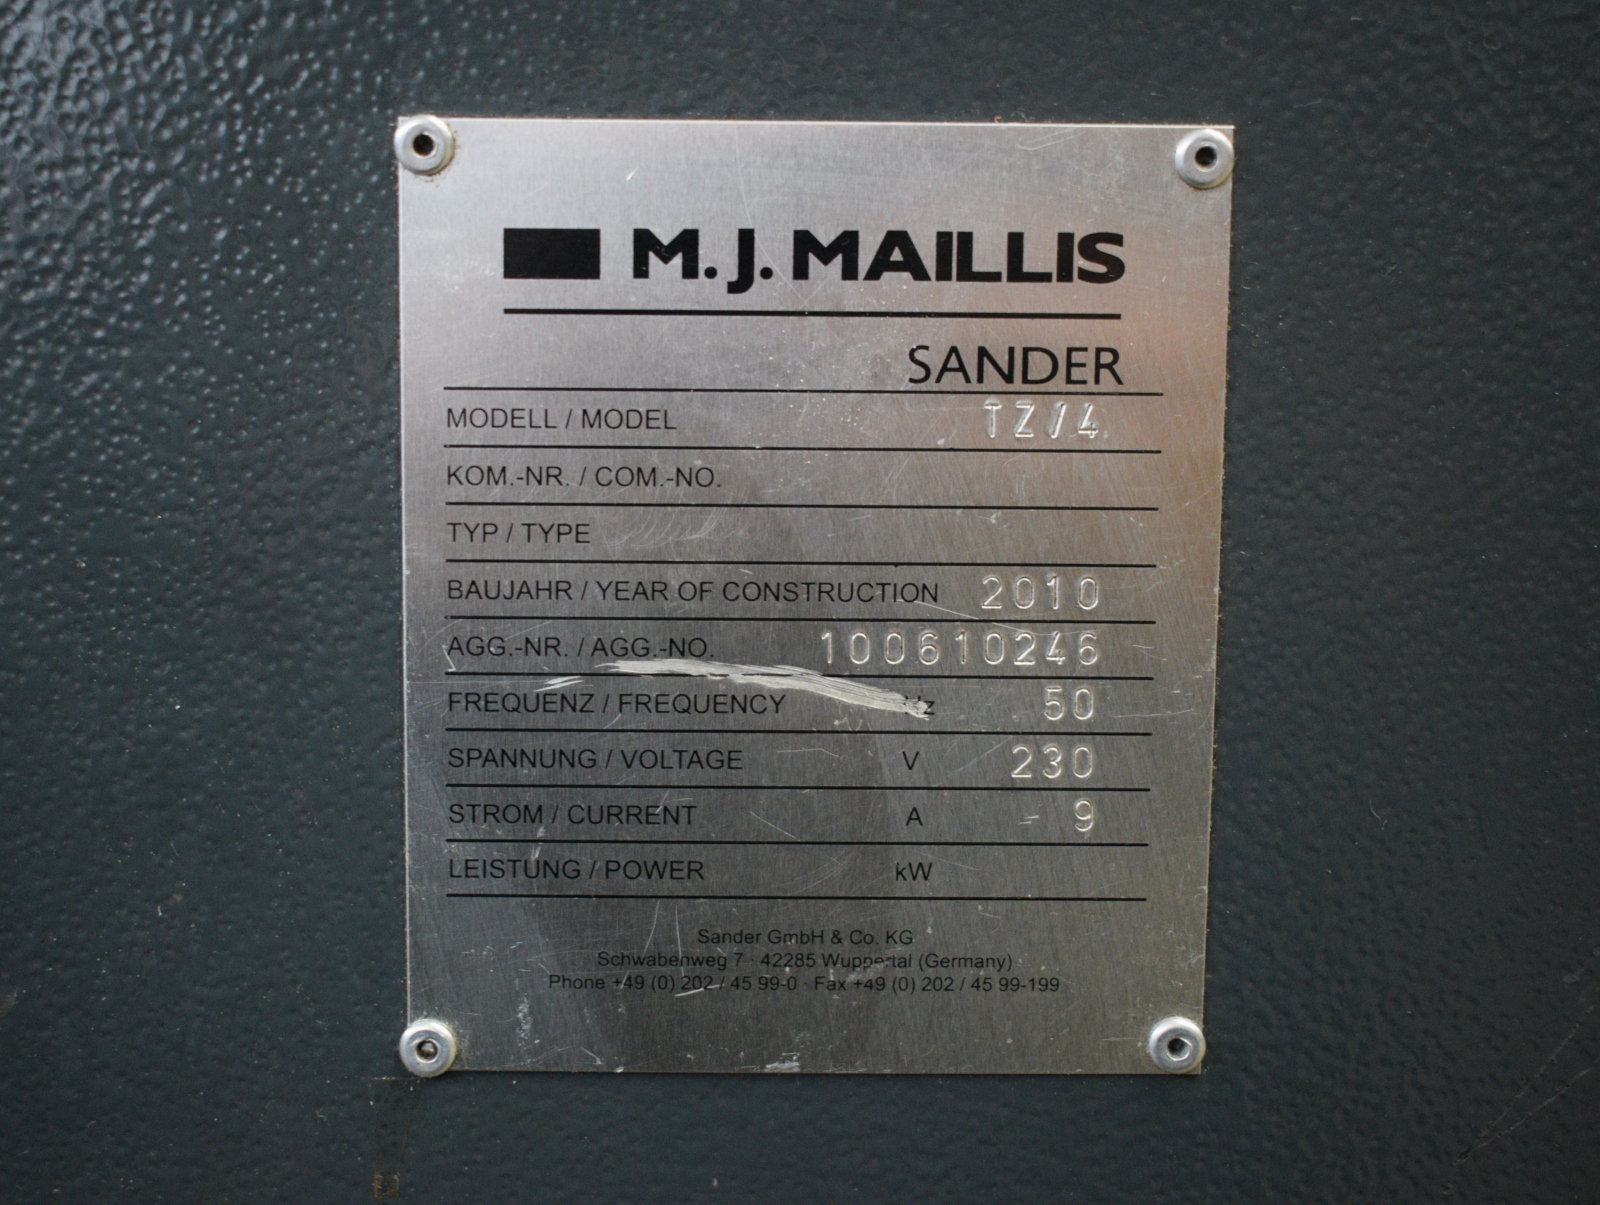 M. J. MAILLIS
SANDER
MODELL / MODEL TZ/4
KOM.-NR. / COM.-NO.
TYP / TYPE
BAUJAHR / YEAR OF CONSTRUCTION 2010
AGG.-NR. / AGG.-NO. 100610246
FREQUENZ / FREQUENCY Hz 50
SPANNUNG / VOLTAGE V 230
STROM / CURRENT A - 9
LEISTUNG / POWER kW
Sander GmbH & Co. KG
Schwabenweg 7 · 42285 Wuppertal (Germany)
Phone +49 (0) 202 / 45 99-0 · Fax +49 (0) 202 / 45 99-199